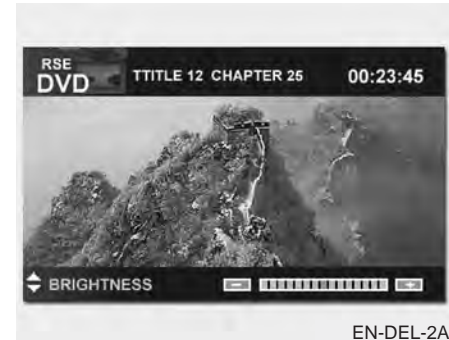 RSE
DVD TTITLE 12 CHAPTER 25 00:23:45
BRIGHTNESS − +
EN-DEL-2A